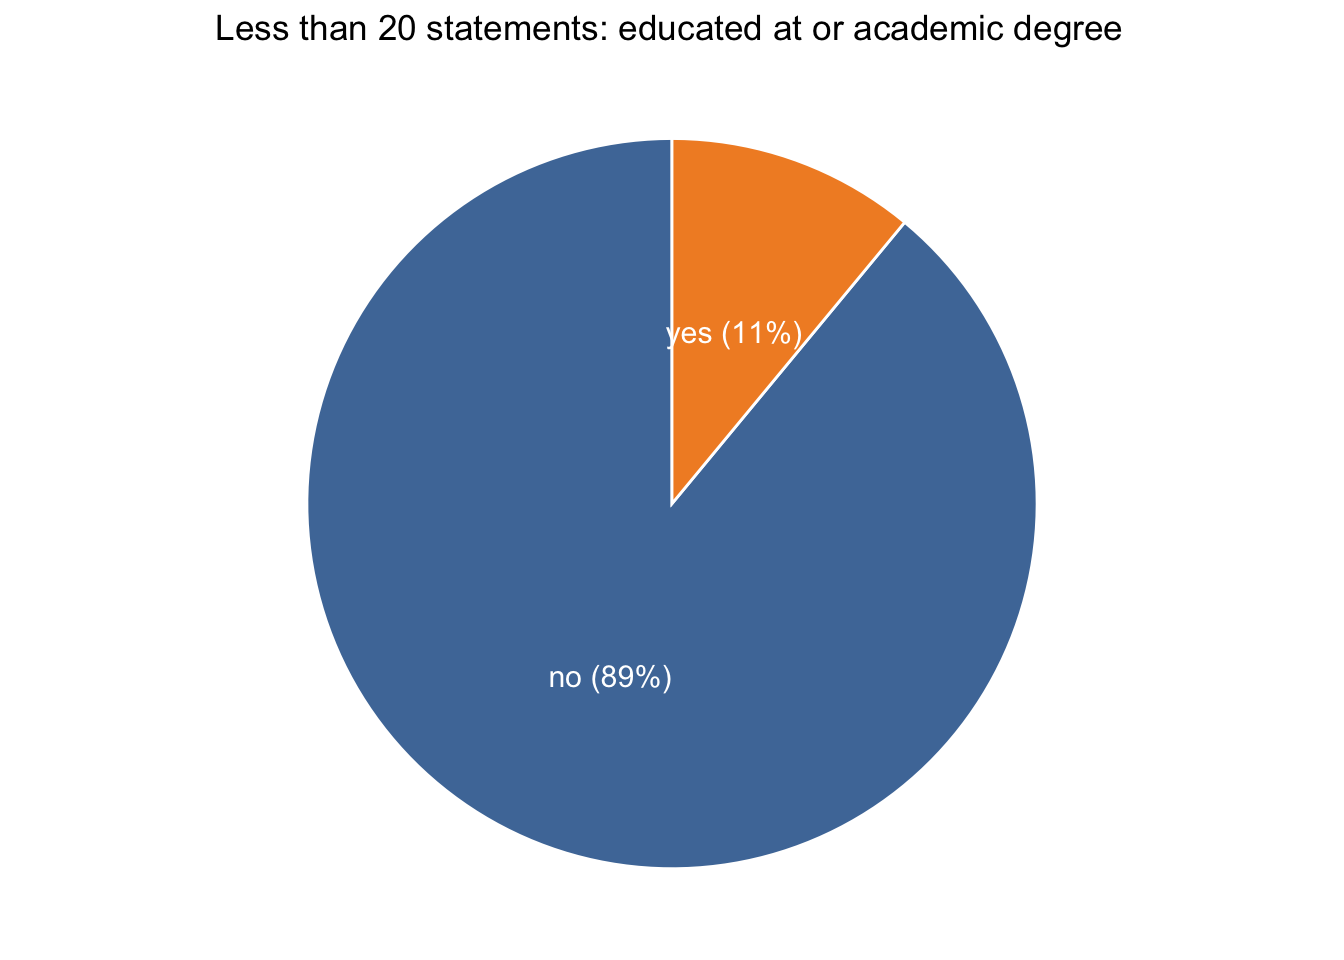 Less than 20 statements: educated at or academic degree
yes (11%)
no (89%)